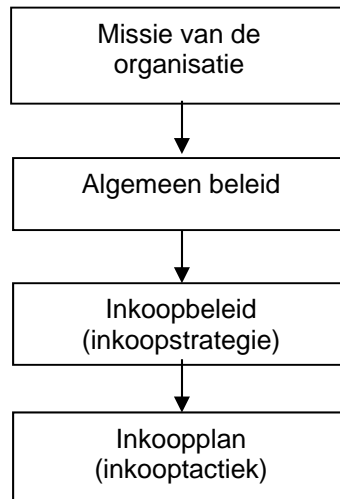 Missie van de
organisatie
Algemeen beleid
Inkoopbeleid
(inkoopstrategie)
Inkoopplan
(inkooptactiek)